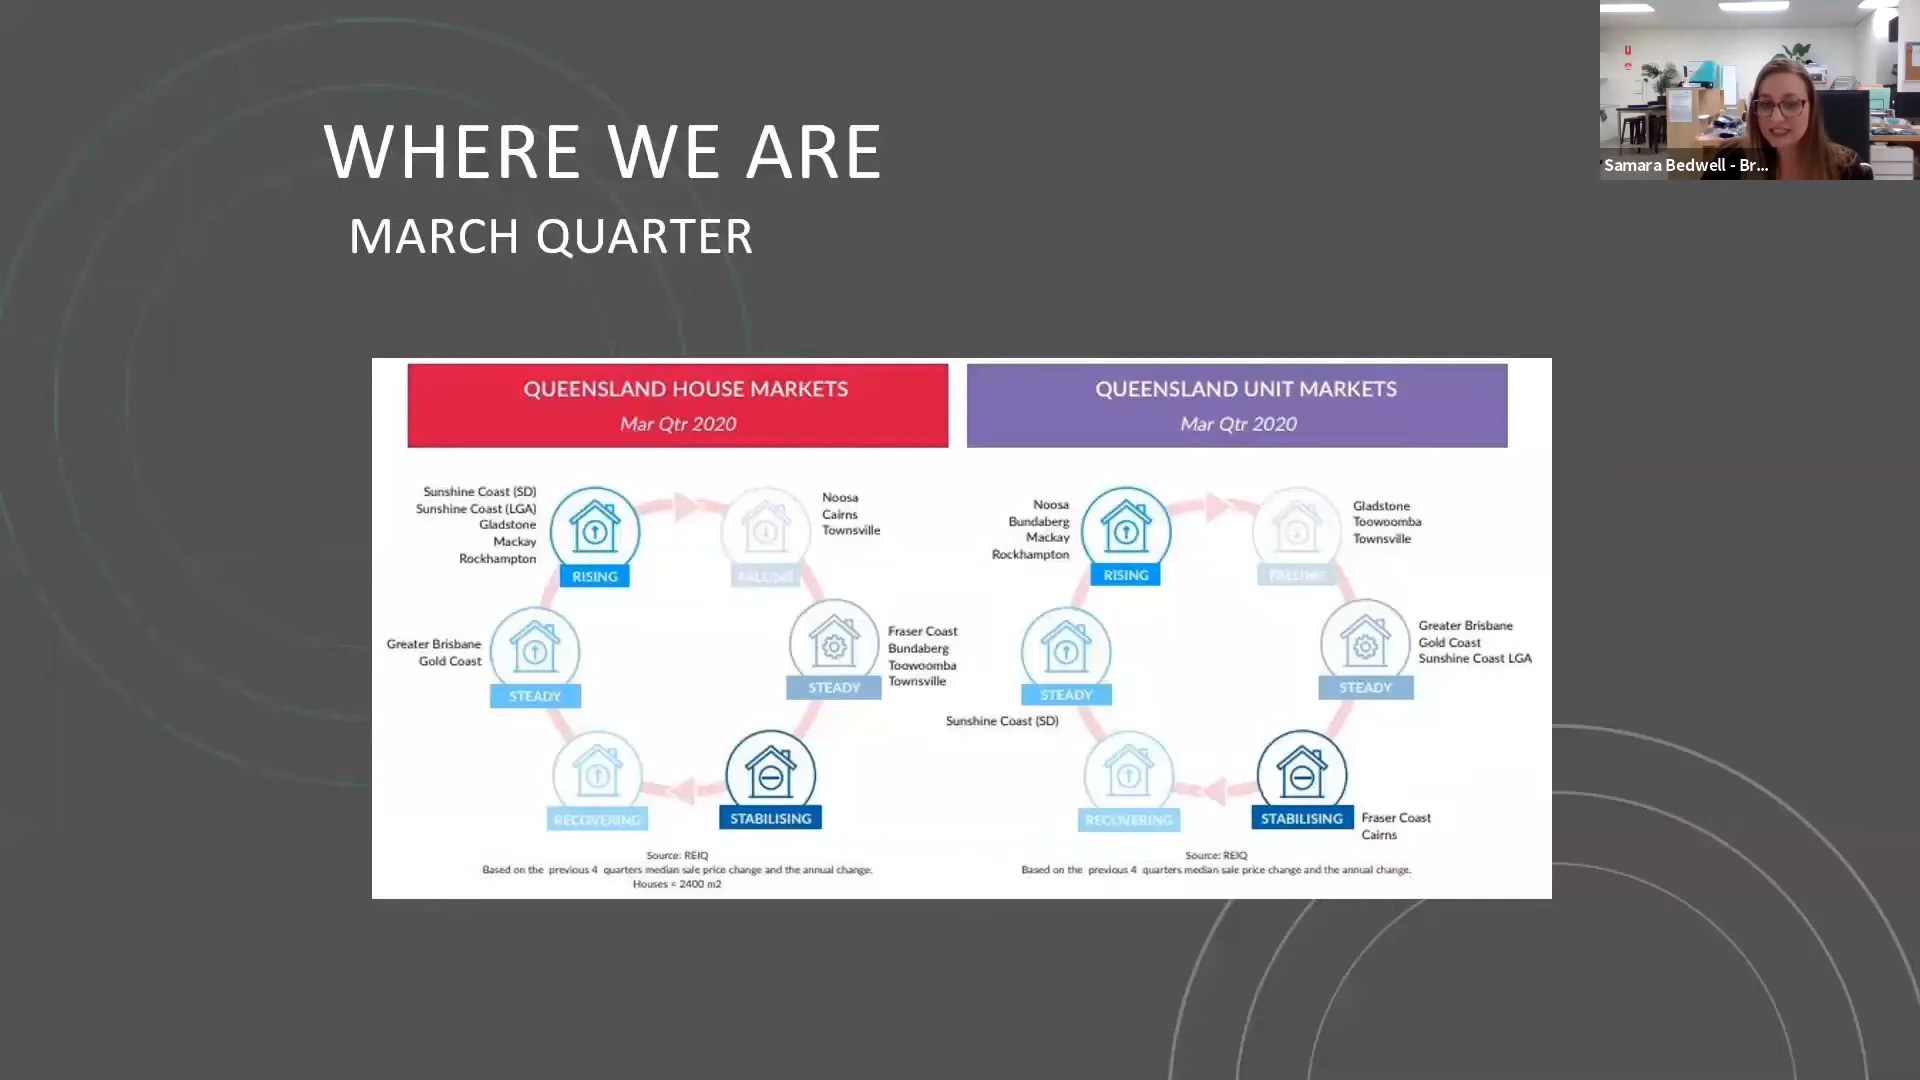 WHERE WE ARE
MARCH QUARTER
Samara Bedwell - Br...
QUEENSLAND HOUSE MARKETS
Mar Qtr 2020
Sunshine Coast (SD)
Sunshine Coast (LGA)
Gladstone
Mackay
Rockhampton
RISING
FALLING
Noosa
Cairns
Townsville
Greater Brisbane
Gold Coast
STEADY
STEADY
Fraser Coast
Bundaberg
Toowoomba
Townsville
RECOVERING
STABILISING
Source: REIQ
Based on the previous 4 quarters median sale price change and the annual change.
Houses < 2400 m2
QUEENSLAND UNIT MARKETS
Mar Qtr 2020
Noosa
Bundaberg
Mackay
Rockhampton
RISING
FALLING
Gladstone
Toowoomba
Townsville
STEADY
Sunshine Coast (SD)
STEADY
Greater Brisbane
Gold Coast
Sunshine Coast LGA
RECOVERING
STABILISING
Fraser Coast
Cairns
Source: REIQ
Based on the previous 4 quarters median sale price change and the annual change.